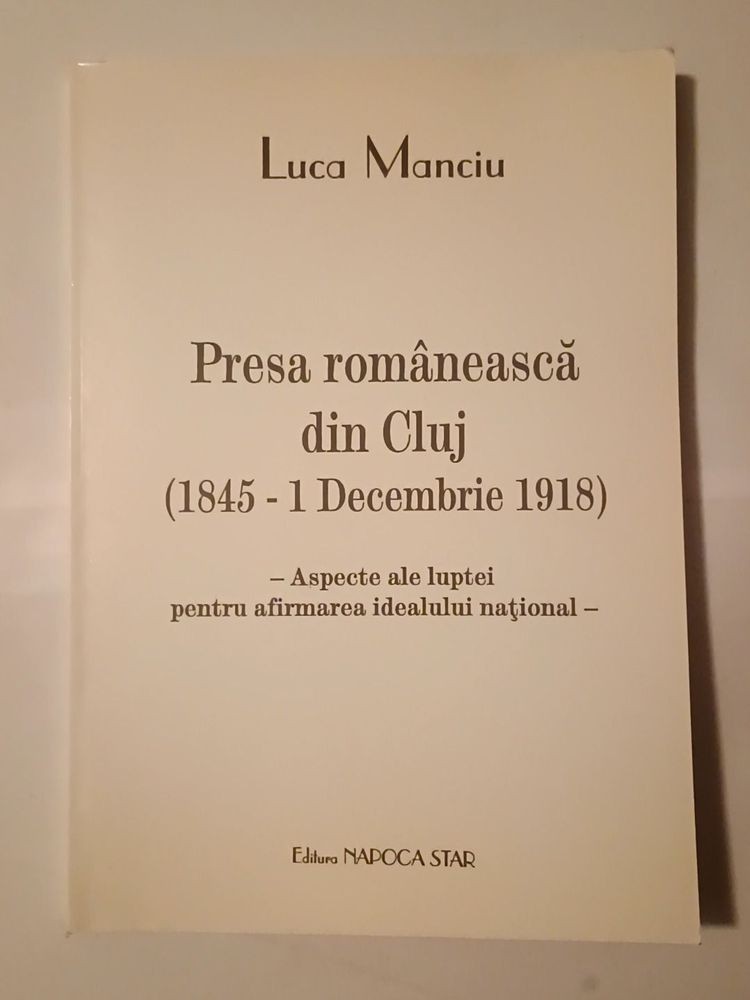 Luca Manciu
Presa românească
din Cluj
(1845 - 1 Decembrie 1918)
– Aspecte ale luptei
pentru afirmarea idealului naţional –
Editura NAPOCA STAR